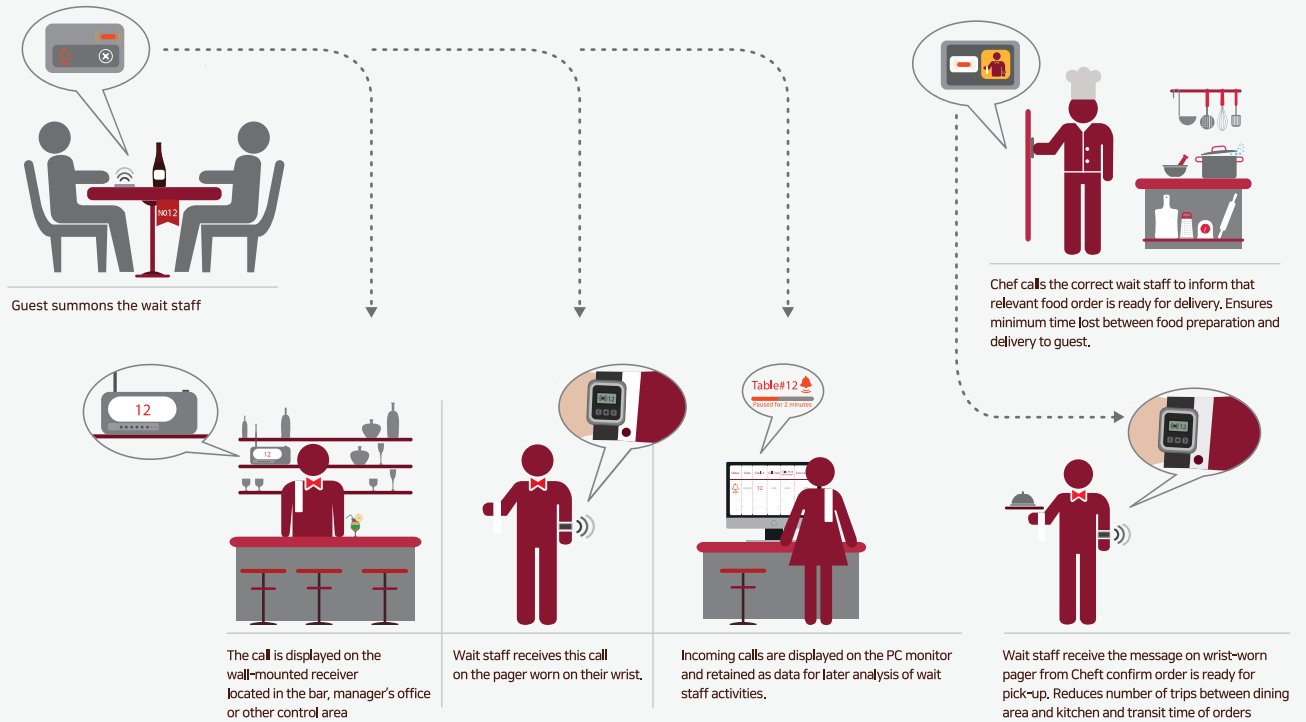 NO12
Guest summons the wait staff
Chef calls the correct wait staff to inform that
relevant food order is ready for delivery. Ensures
minimum time lost between food preparation and
delivery to guest.
12
12
12
Table#12
Paused for 2 minutes
12
12
The call is displayed on the
wall-mounted receiver
located in the bar, manager's office
or other control area
Wait staff receives this call
on the pager worn on their wrist.
Incoming calls are displayed on the PC monitor
and retained as data for later analysis of wait
staff activities.
Wait staff receive the message on wrist-worn
pager from Cheft confirm order is ready for
pick-up. Reduces number of trips between dining
area and kitchen and transit time of orders